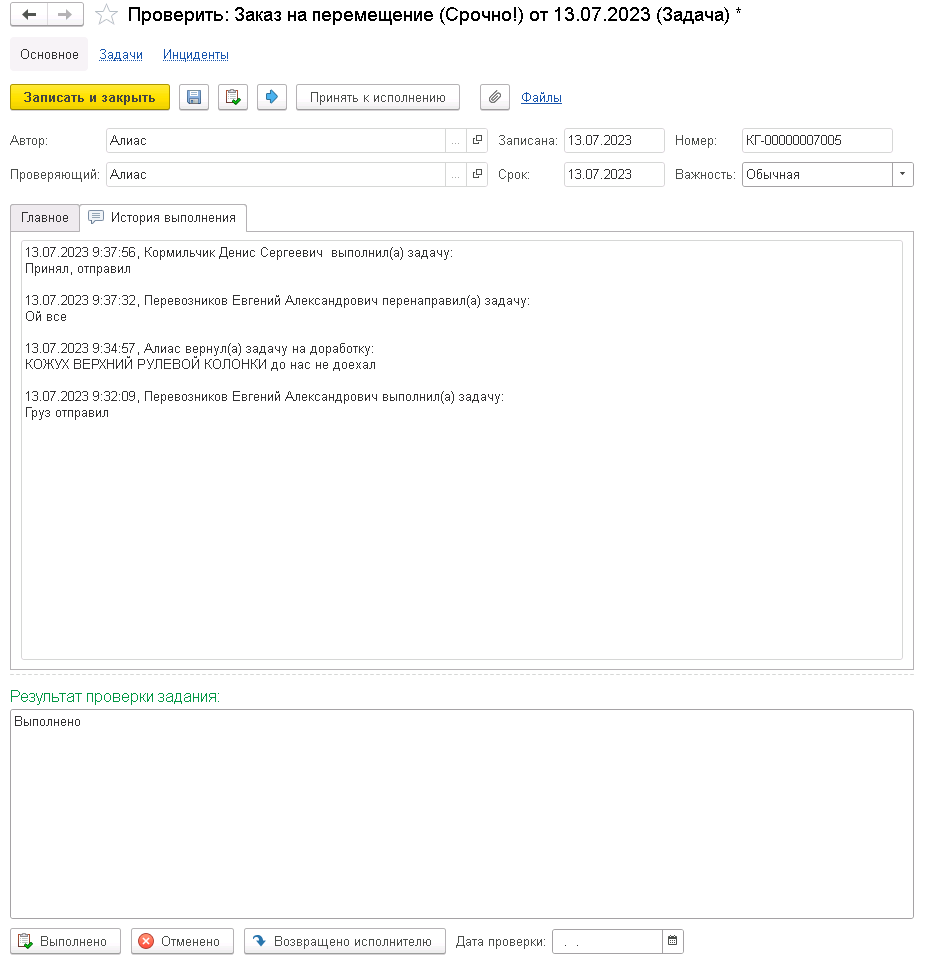 Проверить: Заказ на перемещение (Срочно!) от 13.07.2023 (Задача) *
Основное Задачи Инциденты
Записать и закрыть Принять к исполнению Файлы
Автор: Алиас ... Записана: 13.07.2023 Номер: КГ-00000007005
Проверяющий: Алиас ... Срок: 13.07.2023 Важность: Обычная
Главное История выполнения
13.07.2023 9:37:56, Кормильчик Денис Сергеевич  выполнил(а) задачу:
Принял, отправил
13.07.2023 9:37:32, Перевозников Евгений Александрович перенаправил(а) задачу:
Ой все
13.07.2023 9:34:57, Алиас вернул(а) задачу на доработку:
КОЖУХ ВЕРХНИЙ РУЛЕВОЙ КОЛОНКИ до нас не доехал
13.07.2023 9:32:09, Перевозников Евгений Александрович выполнил(а) задачу:
Груз отправил
Результат проверки задания:
Выполнено
Выполнено Отменено Возвращено исполнителю Дата проверки: . .